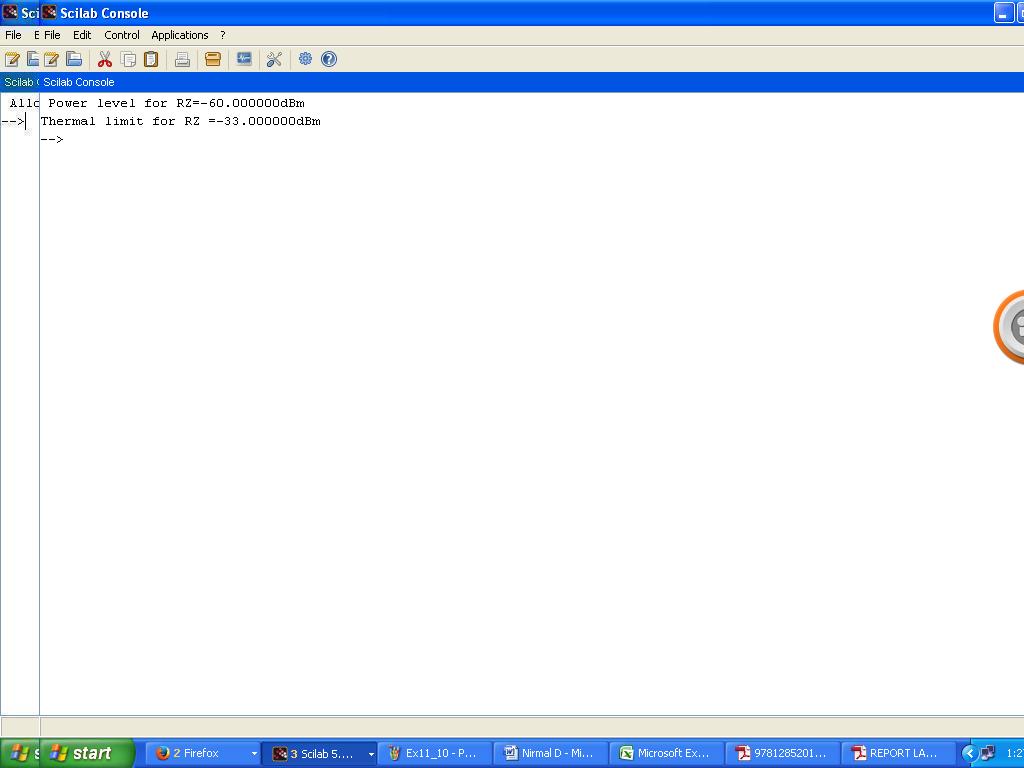 Sci Scilab Console
File E File Edit Control Applications ?
Scilab Scilab Console
Allo Power level for RZ=-60.000000dBm
-->Thermal limit for RZ =-33.000000dBm
-->
start 2 Firefox 3 Scilab 5.... Ex11_10 - P... Nirmal D - Mi... Microsoft Ex... 9781285201... REPORT LA... 1:2